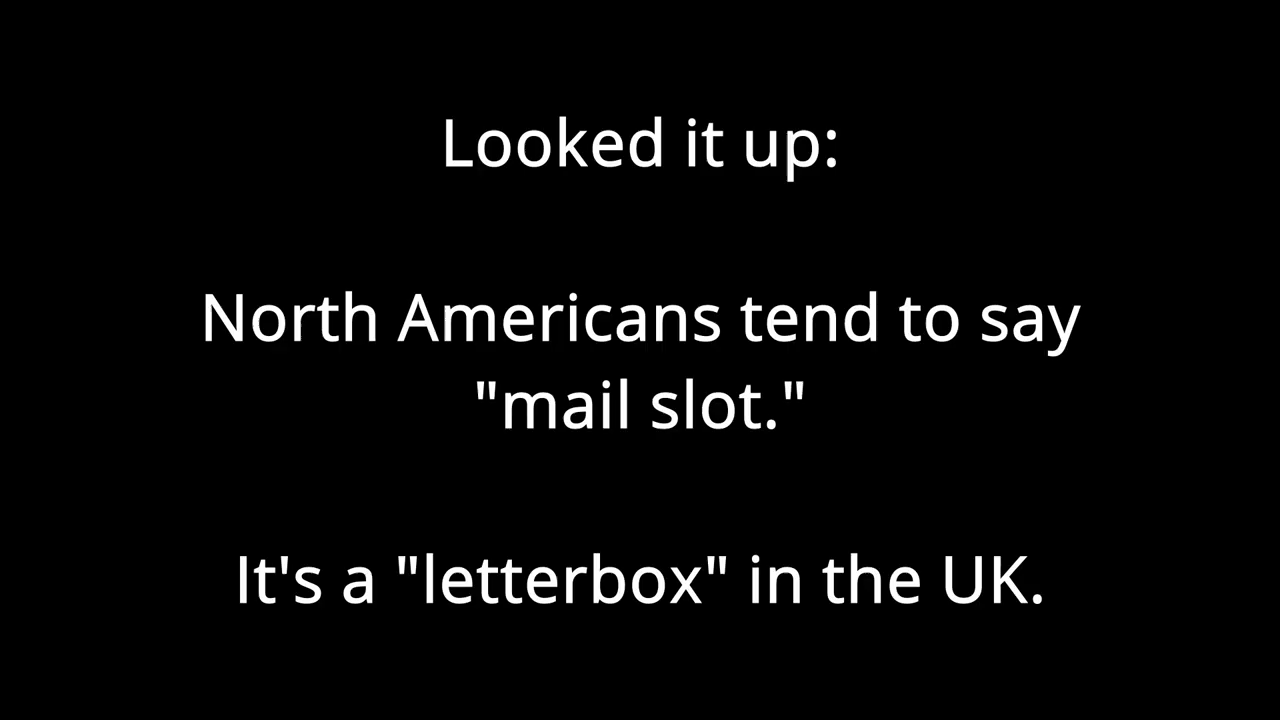 Looked it up:
North Americans tend to say
"mail slot."
It's a "letterbox" in the UK.